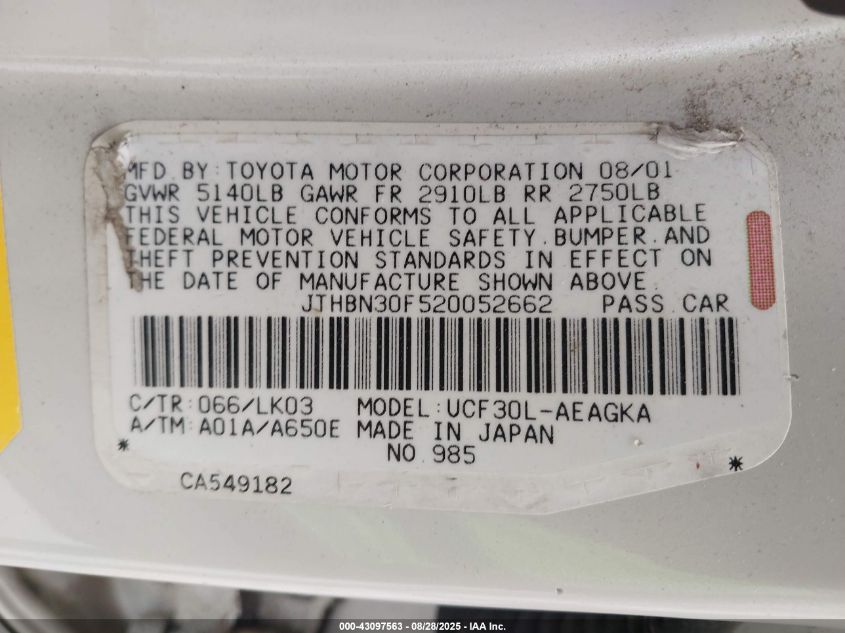 MFD BY: TOYOTA MOTOR CORPORATION 08/01
GVWR 5140LB GAWR FR 2910LB RR 2750LB
THIS VEHICLE CONFORMS TO ALL APPLICABLE
FEDERAL MOTOR VEHICLE SAFETY, BUMPER, AND
THEFT PREVENTION STANDARDS IN EFFECT ON
THE DATE OF MANUFACTURE SHOWN ABOVE.
JTHBN30F520052662 PASS. CAR
C/TR: 066/LK03 MODEL: UCF30L-AEAGKA
A/TM: A01A/A650E MADE IN JAPAN
* NO. 985 *
CA549182
000-43097563 - 08/28/2025 - IAA Inc.